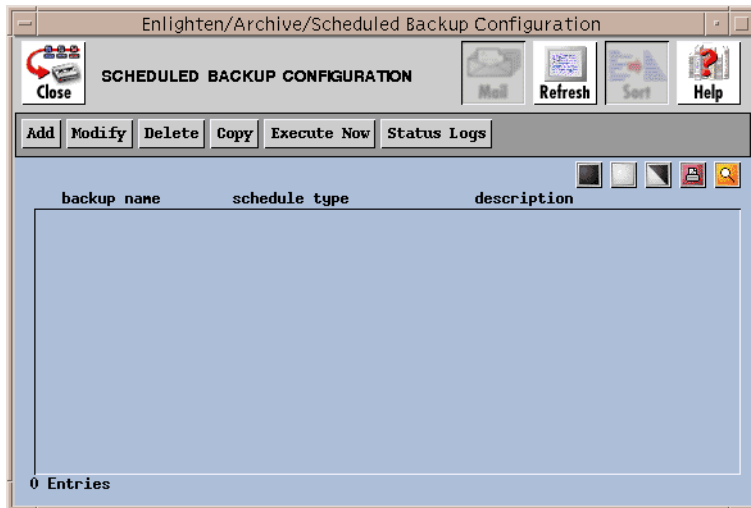 Enlighten/Archive/Scheduled Backup Configuration
Close
SCHEDULED BACKUP CONFIGURATION
Mail
Refresh
Sort
Help
Add Modify Delete Copy Execute Now Status Logs
backup name schedule type description
0 Entries